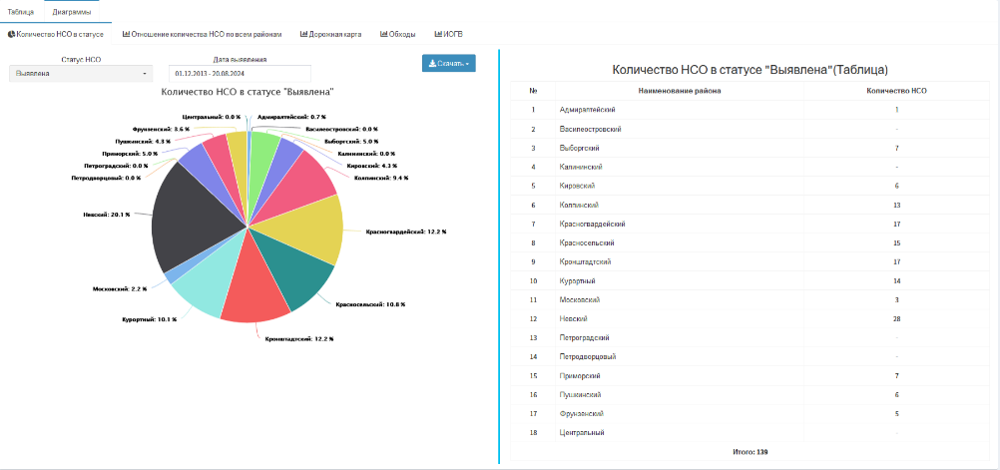 Таблица
Диаграммы
Количество НСО в статусе
Отношение количества НСО по всем районам
Дорожная карта
Обходы
ИОГВ
Статус НСО
Дата выявления
Выявлена
01.12.2013 - 20.08.2024
Скачать
Количество НСО в статусе "Выявлена"
Центральный: 0.0 %
Адмиралтейский: 0.7 %
Фрунзенский: 3.6 %
Василеостровский: 0.0 %
Пушкинский: 4.3 %
Выборгский: 5.0 %
Приморский: 5.0 %
Калининский: 0.0 %
Петроградский: 0.0 %
Кировский: 4.3 %
Петродворцовый: 0.0 %
Колпинский: 9.4 %
Невский: 20.1 %
Красногвардейский: 12.2 %
Московский: 2.2 %
Красносельский: 10.8 %
Курортный: 10.1 %
Кронштадтский: 12.2 %
Количество НСО в статусе "Выявлена"(Таблица)
№ Наименование района Количество НСО
1 Адмиралтейский 1
2 Василеостровский -
3 Выборгский 7
4 Калининский -
5 Кировский 6
6 Колпинский 13
7 Красногвардейский 17
8 Красносельский 15
9 Кронштадтский 17
10 Курортный 14
11 Московский 3
12 Невский 28
13 Петроградский -
14 Петродворцовый -
15 Приморский 7
16 Пушкинский 6
17 Фрунзенский 5
18 Центральный -
Итого: 139